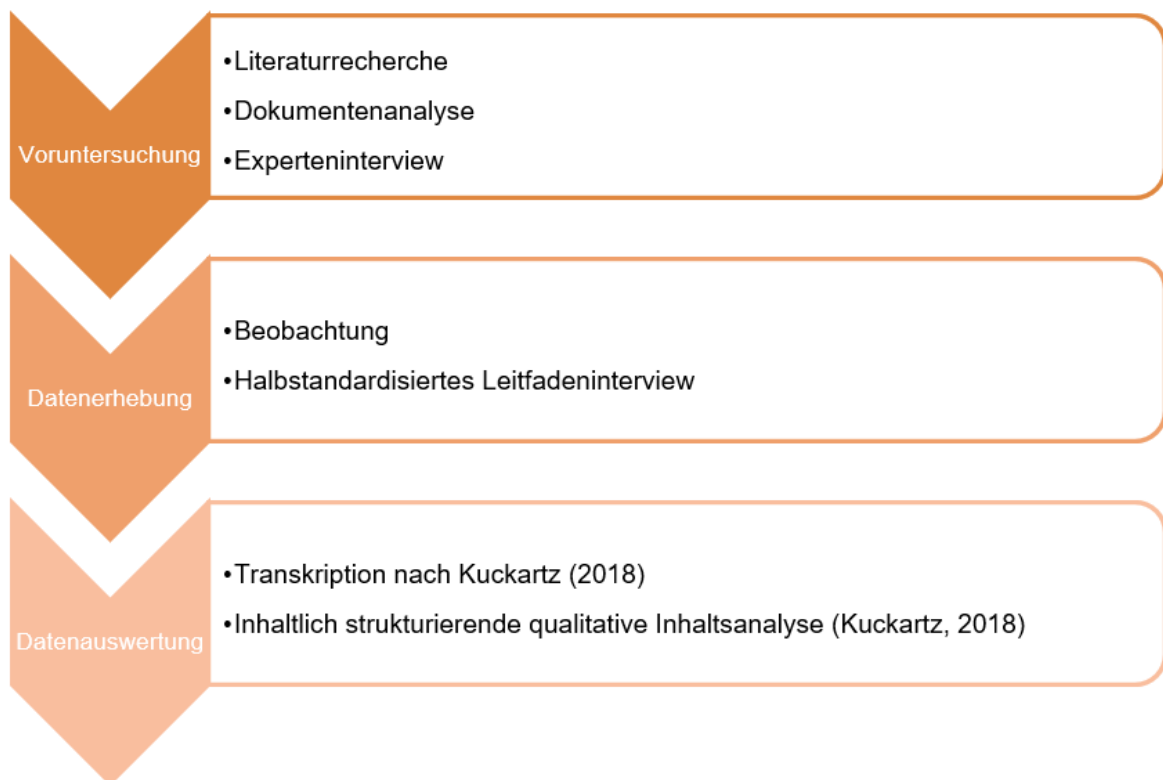 Voruntersuchung
•Literaturrecherche
•Dokumentenanalyse
•Experteninterview
Datenerhebung
•Beobachtung
•Halbstandardisiertes Leitfadeninterview
Datenauswertung
•Transkription nach Kuckartz (2018)
•Inhaltlich strukturierende qualitative Inhaltsanalyse (Kuckartz, 2018)